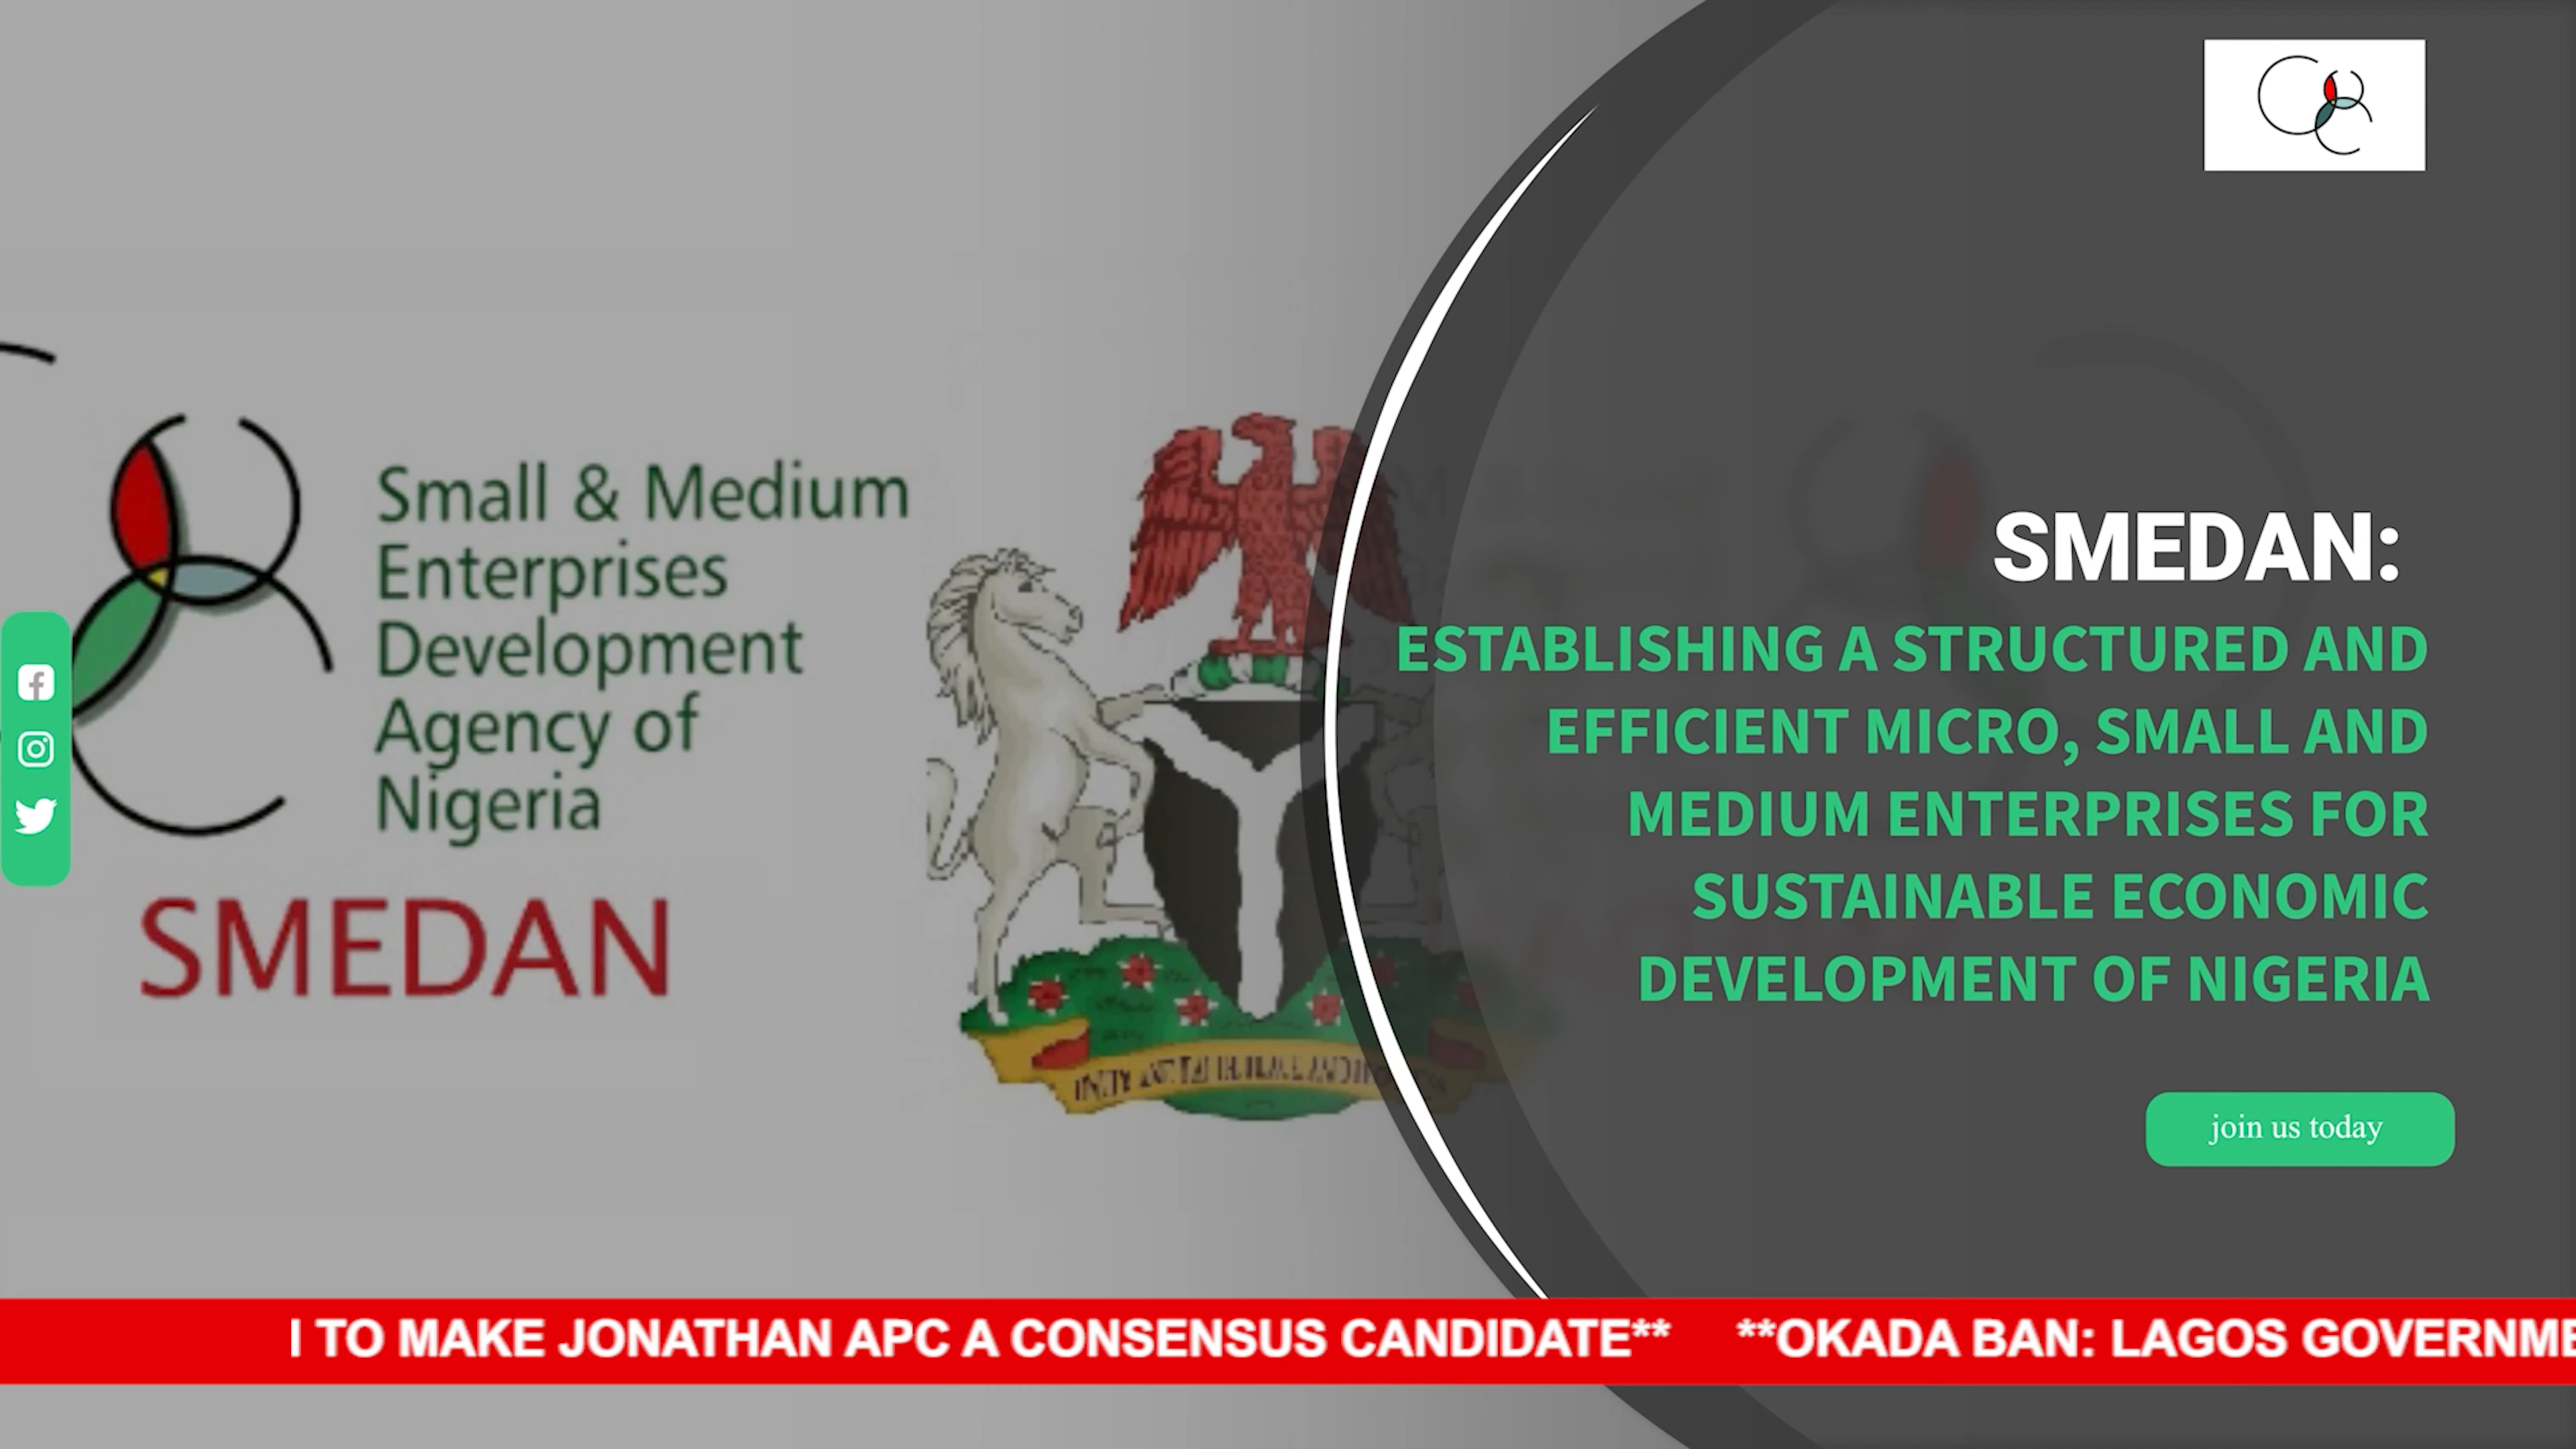 Small & Medium
Enterprises
Development
Agency of
Nigeria
SMEDAN
SMEDAN:
ESTABLISHING A STRUCTURED AND
EFFICIENT MICRO, SMALL AND
MEDIUM ENTERPRISES FOR
SUSTAINABLE ECONOMIC
DEVELOPMENT OF NIGERIA
join us today
TO MAKE JONATHAN APC A CONSENSUS CANDIDATE** **OKADA BAN: LAGOS GOVERNME